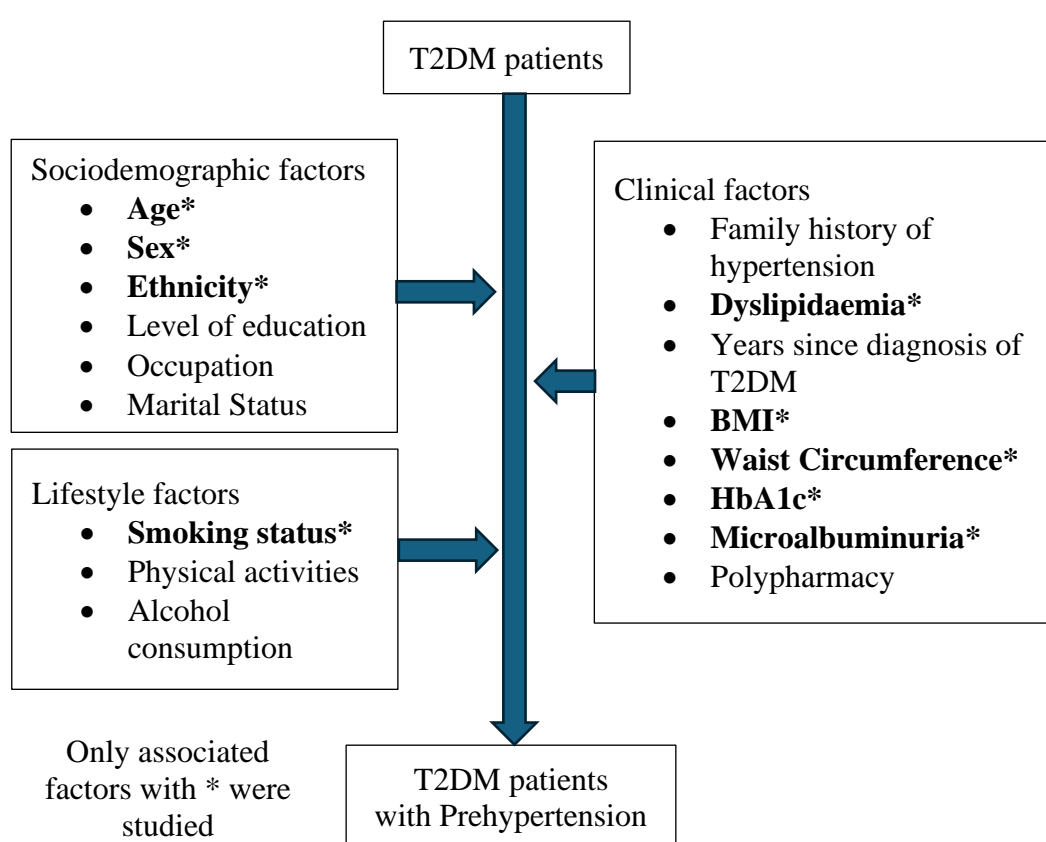 T2DM patients
Sociodemographic factors
• Age*
• Sex*
• Ethnicity*
• Level of education
• Occupation
• Marital Status
Clinical factors
• Family history of
hypertension
• Dyslipidaemia*
• Years since diagnosis of
T2DM
• BMI*
• Waist Circumference*
• HbA1c*
• Microalbuminuria*
• Polypharmacy
Lifestyle factors
• Smoking status*
• Physical activities
• Alcohol
consumption
Only associated
factors with * were
studied
T2DM patients
with Prehypertension